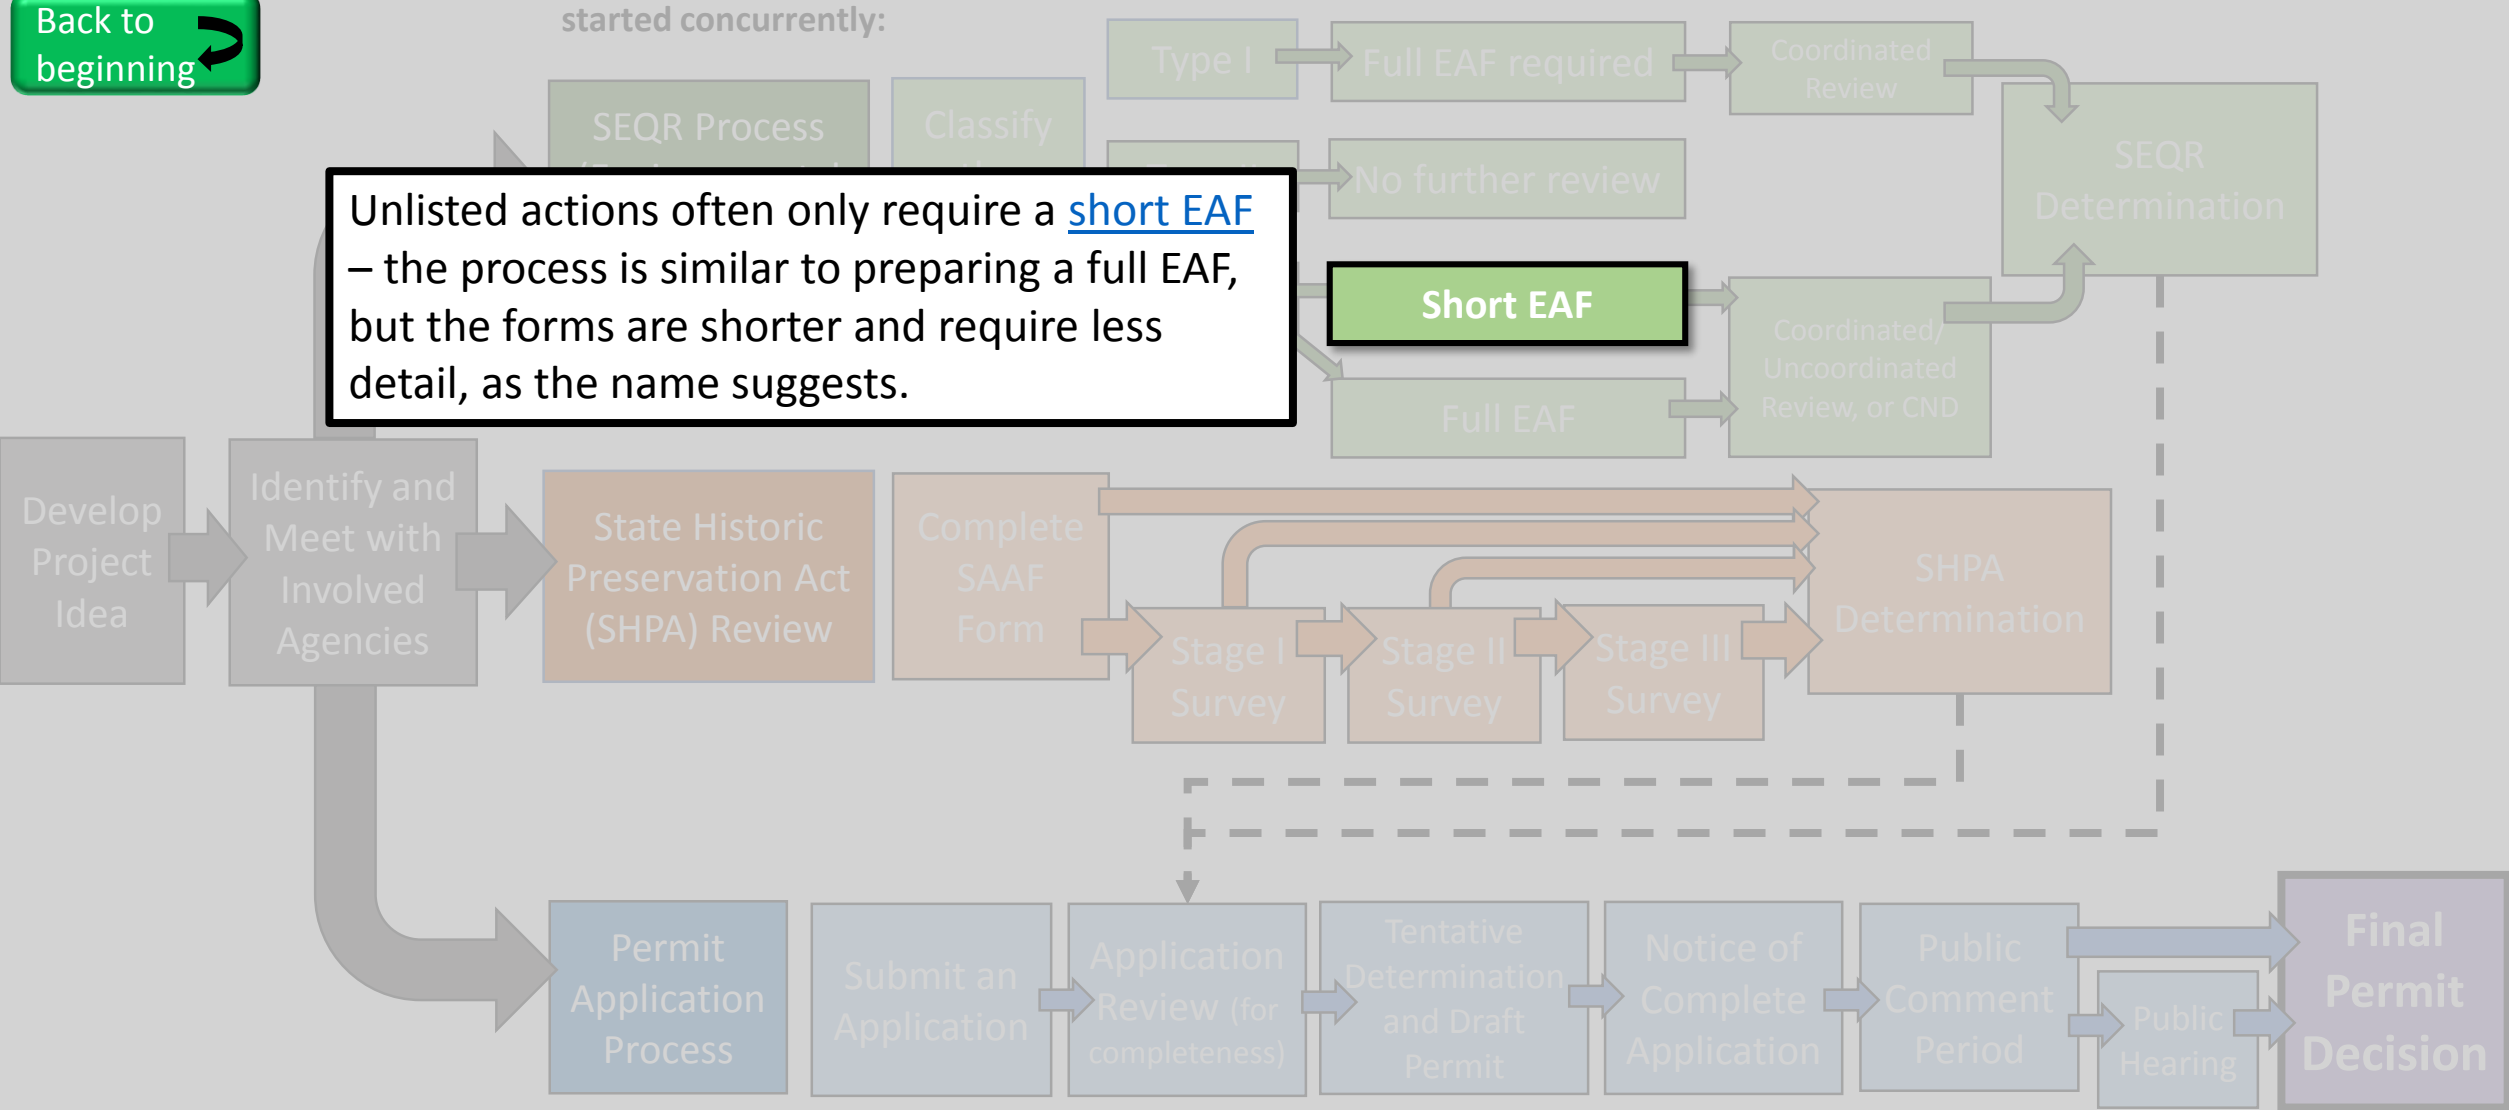 Back to
beginning
started concurrently:
Type I
Full EAF required
Coordinated
Review
SEQR Process
Classify
No further review
SEQR
Determination
Unlisted actions often only require a short EAF
– the process is similar to preparing a full EAF,
but the forms are shorter and require less
detail, as the name suggests.
Short EAF
Full EAF
Coordinated/
Uncoordinated
Review, or CND
Develop
Project
Idea
Identify and
Meet with
Involved
Agencies
State Historic
Preservation Act
(SHPA) Review
Complete
SAAF
Form
Stage I
Survey
Stage II
Survey
Stage III
Survey
SHPA
Determination
Permit
Application
Process
Submit an
Application
Application
Review (for
completeness)
Tentative
Determination
and Draft
Permit
Notice of
Complete
Application
Public
Comment
Period
Public
Hearing
Final
Permit
Decision